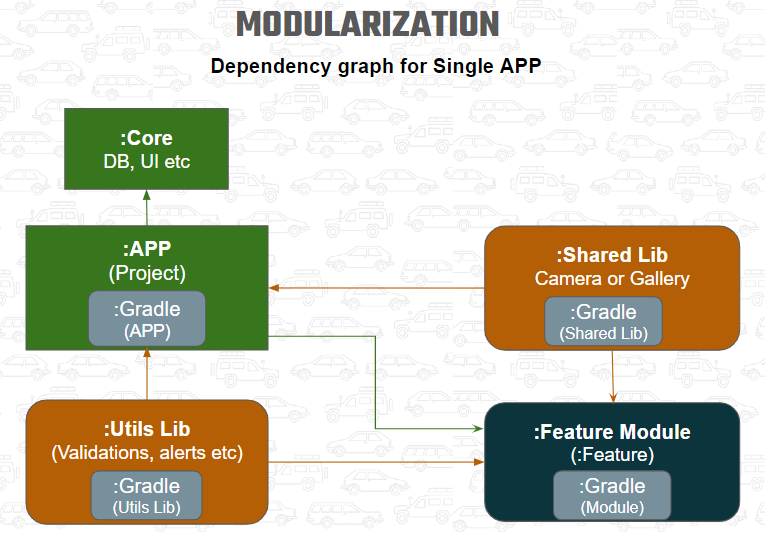 MODULARIZATION
Dependency graph for Single APP
:Core
DB, UI etc
:APP
(Project)
:Gradle
(APP)
:Shared Lib
Camera or Gallery
:Gradle
(Shared Lib)
:Utils Lib
(Validations, alerts etc)
:Gradle
(Utils Lib)
:Feature Module
(:Feature)
:Gradle
(Module)